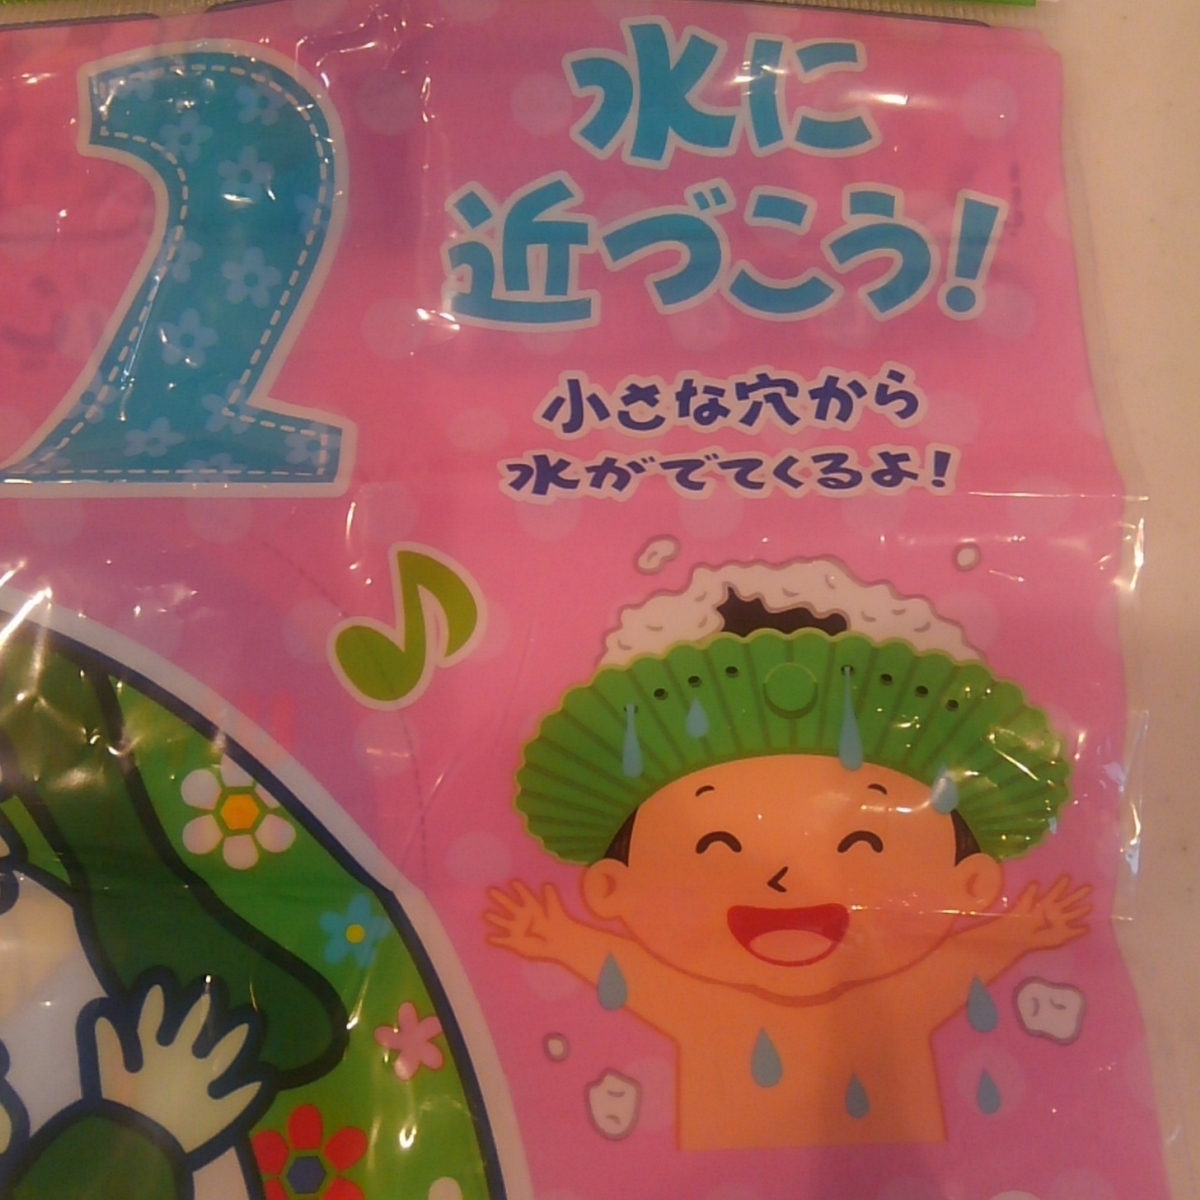 2
水に
近づこう!
小さな穴から
水がでてくるよ!